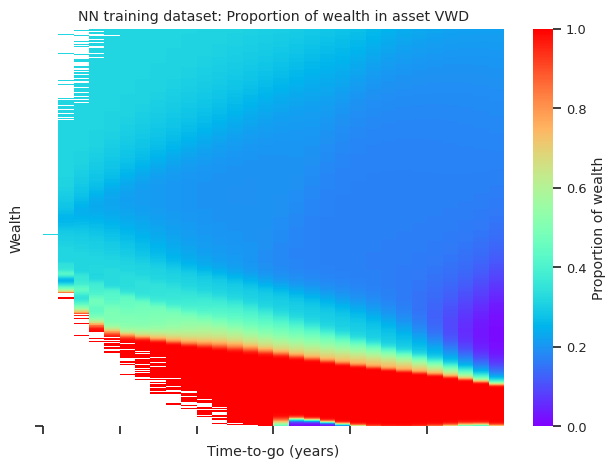 NN training dataset: Proportion of wealth in asset VWD
Wealth
Time-to-go (years)
1.0
0.8
0.6
0.4
0.2
0.0
Proportion of wealth